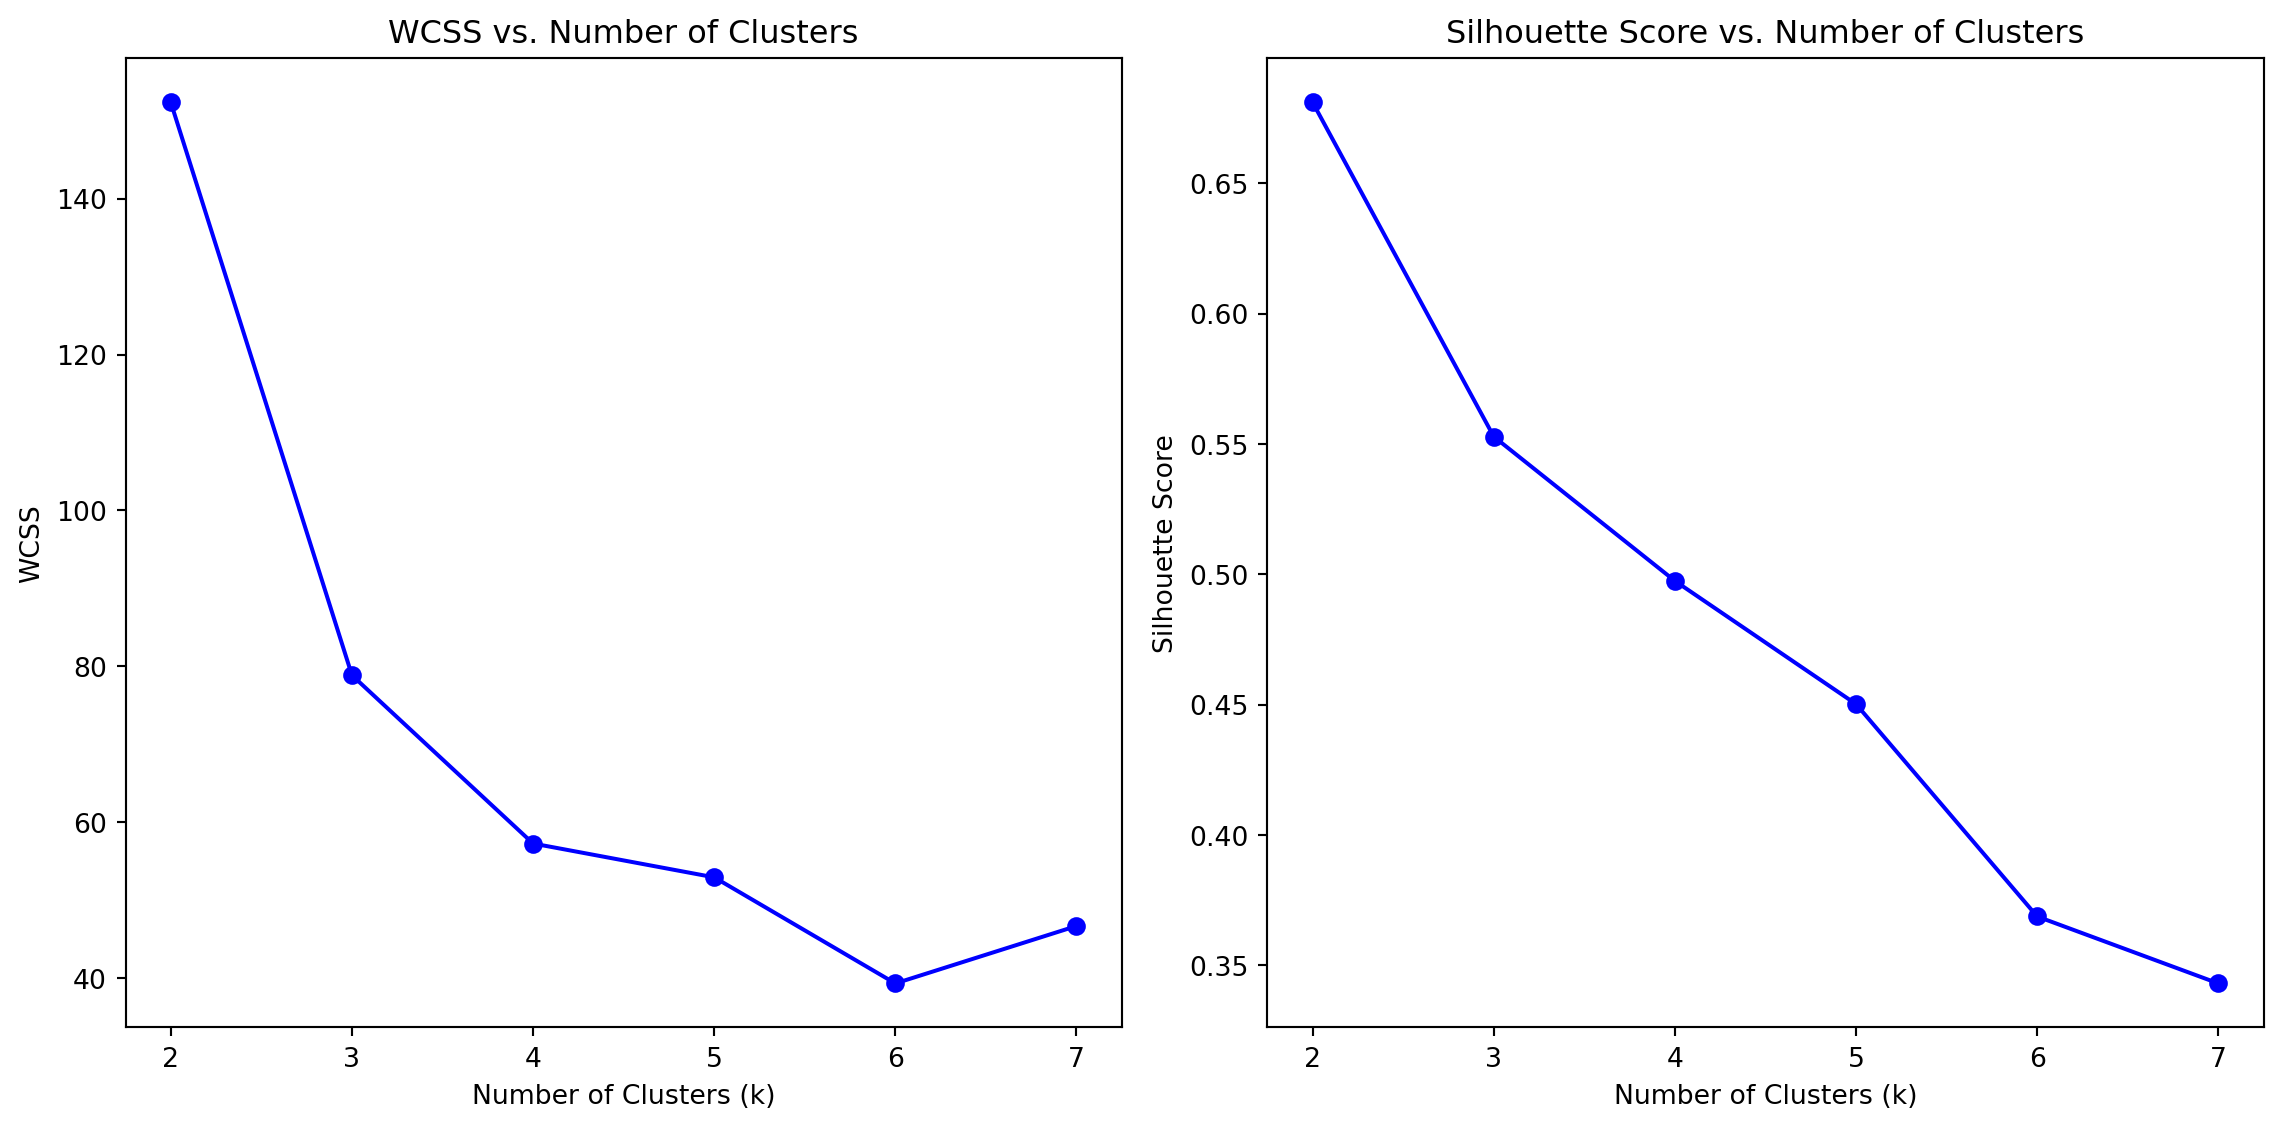 WCSS vs. Number of Clusters
140
120
100
80
60
40
WCSS
2 3 4 5 6 7
Number of Clusters (k)
Silhouette Score vs. Number of Clusters
0.65
0.60
0.55
0.50
0.45
0.40
0.35
Silhouette Score
2 3 4 5 6 7
Number of Clusters (k)